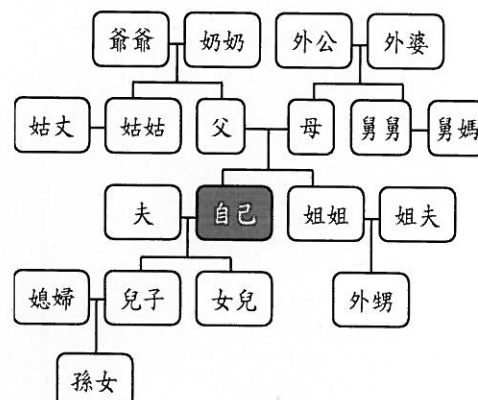 爺爺 奶奶 外公 外婆
姑丈 姑姑 父 母 舅舅 舅媽
夫 自己 姐姐 姐夫
媳婦 兒子 女兒 外甥
孫女